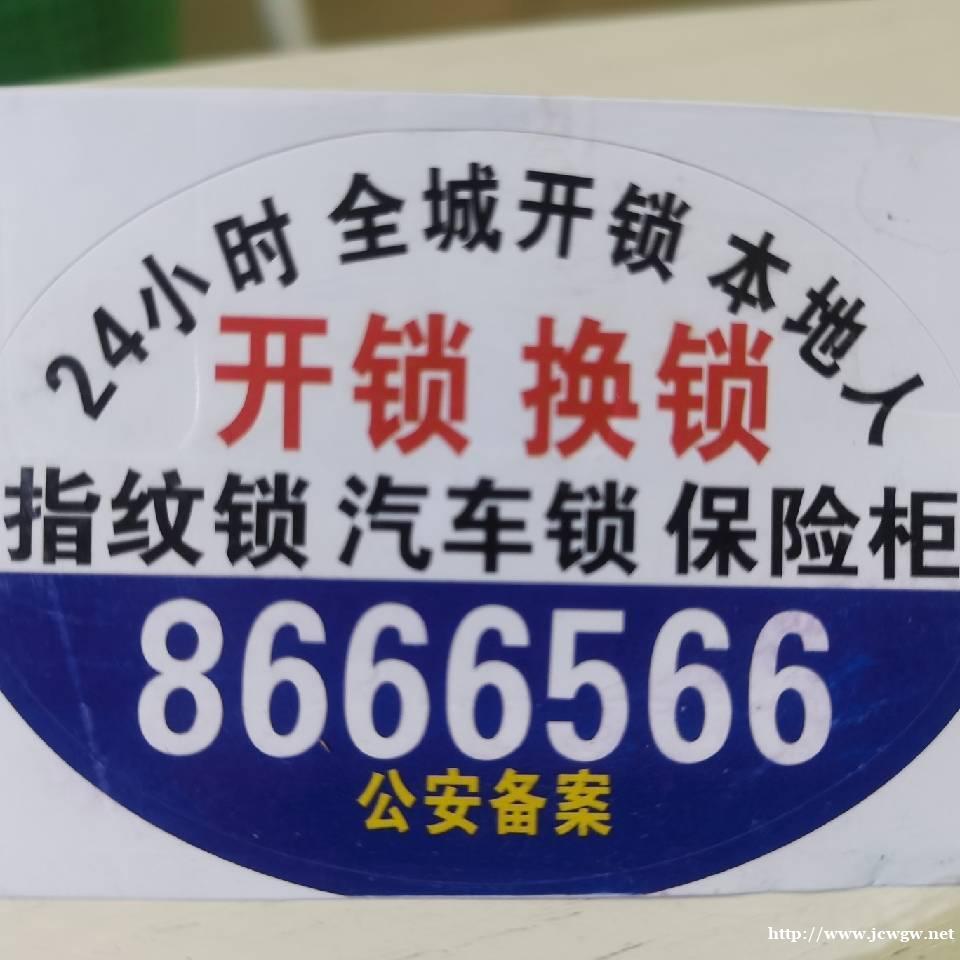 24小时 全城开锁 本地人
开锁 换锁
指纹锁 汽车锁 保险柜
8666566
公安备案
http://www.jcwgw.net